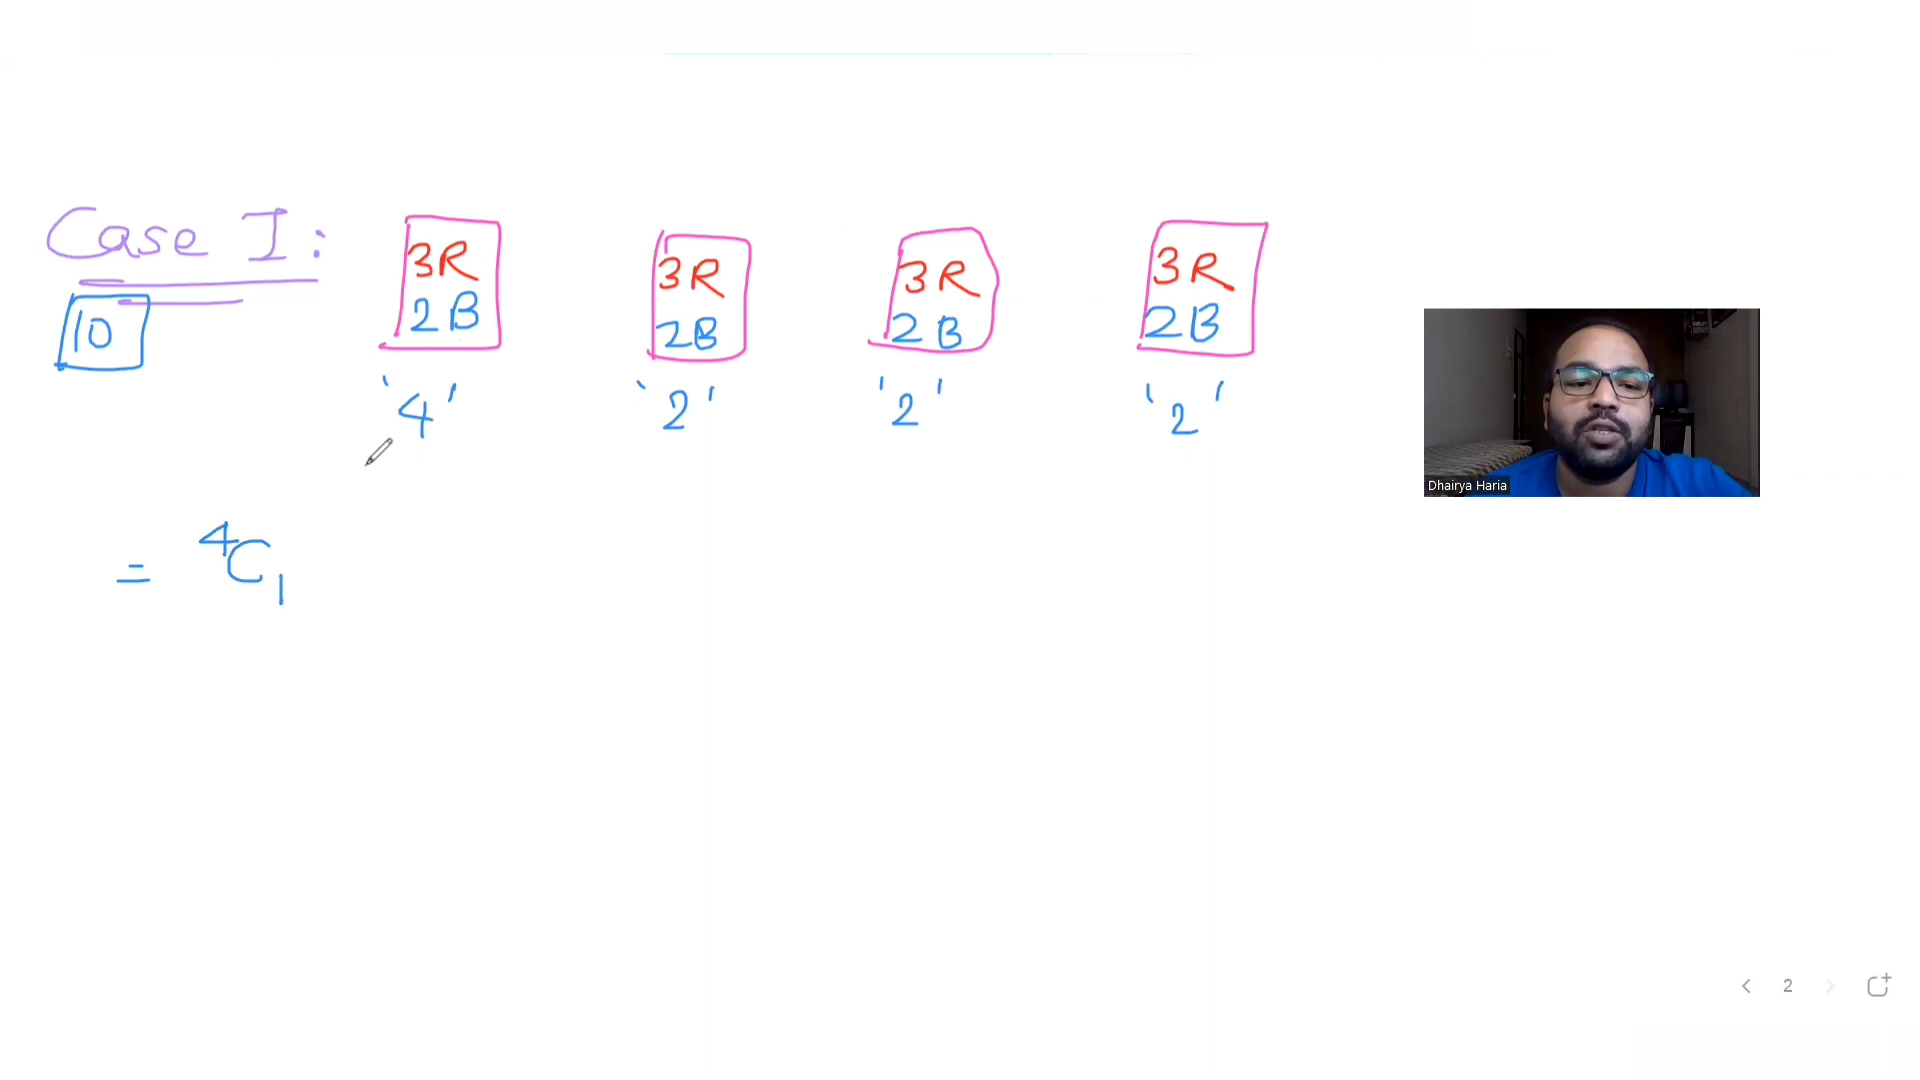 Case I:
10
3R 3R 3R 3R
2B 2B 2B 2B
'4' '2' '2' '2'
= ⁴C₁
Dhairya Haria
2